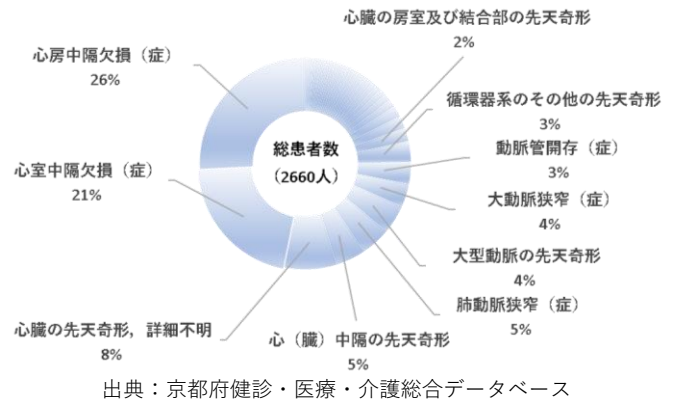 心臓の房室及び結合部の先天奇形
2%
心房中隔欠損（症）
26%
循環器系のその他の先天奇形
3%
動脈管開存（症）
3%
総患者数
（2660人）
心室中隔欠損（症）
21%
大動脈狭窄（症）
4%
大型動脈の先天奇形
4%
肺動脈狭窄（症）
5%
心臓の先天奇形，詳細不明
8%
心（臓）中隔の先天奇形
5%
出典：京都府健診・医療・介護総合データベース